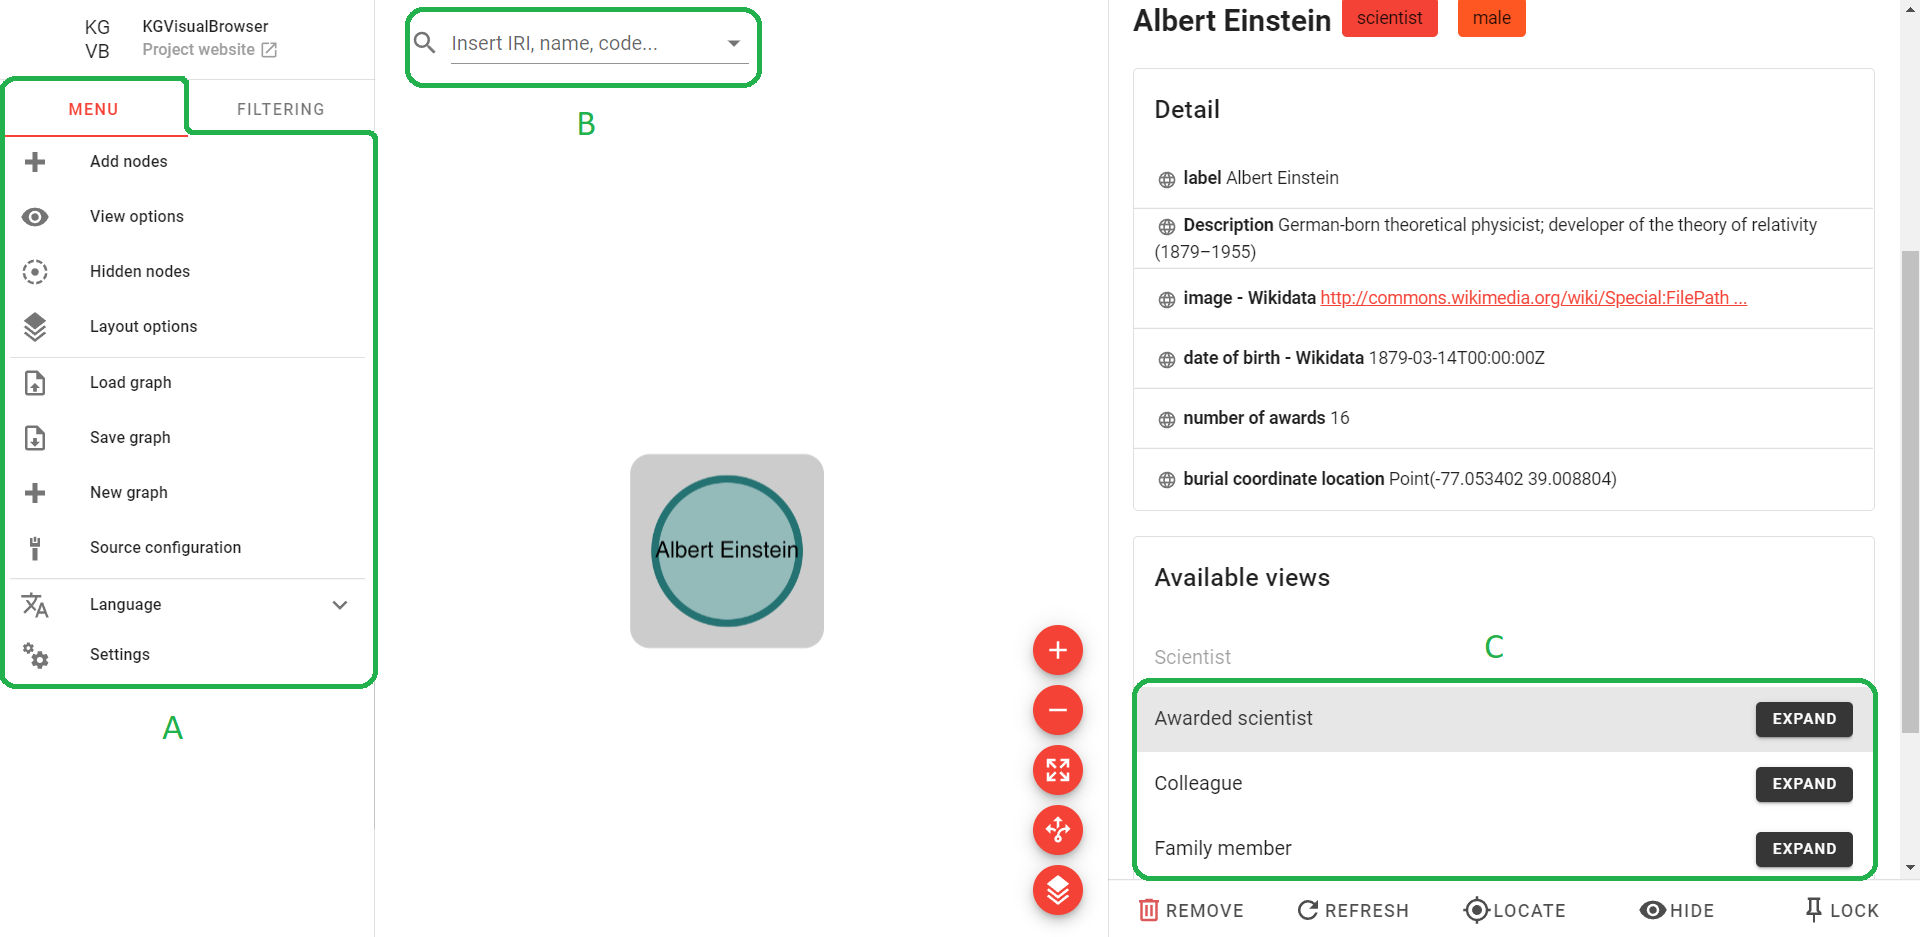 KG
VB
KGVisualBrowser
Project website
MENU
FILTERING
Add nodes
View options
Hidden nodes
Layout options
Load graph
Save graph
New graph
Source configuration
Language
Settings
A
Insert IRI, name, code...
B
Albert Einstein
Albert Einstein scientist male
Detail
label Albert Einstein
Description German-born theoretical physicist; developer of the theory of relativity
(1879–1955)
image - Wikidata http://commons.wikimedia.org/wiki/Special:FilePath ...
date of birth - Wikidata 1879-03-14T00:00:00Z
number of awards 16
burial coordinate location Point(-77.053402 39.008804)
Available views
C
Scientist
Awarded scientist EXPAND
Colleague EXPAND
Family member EXPAND
REMOVE REFRESH LOCATE HIDE LOCK